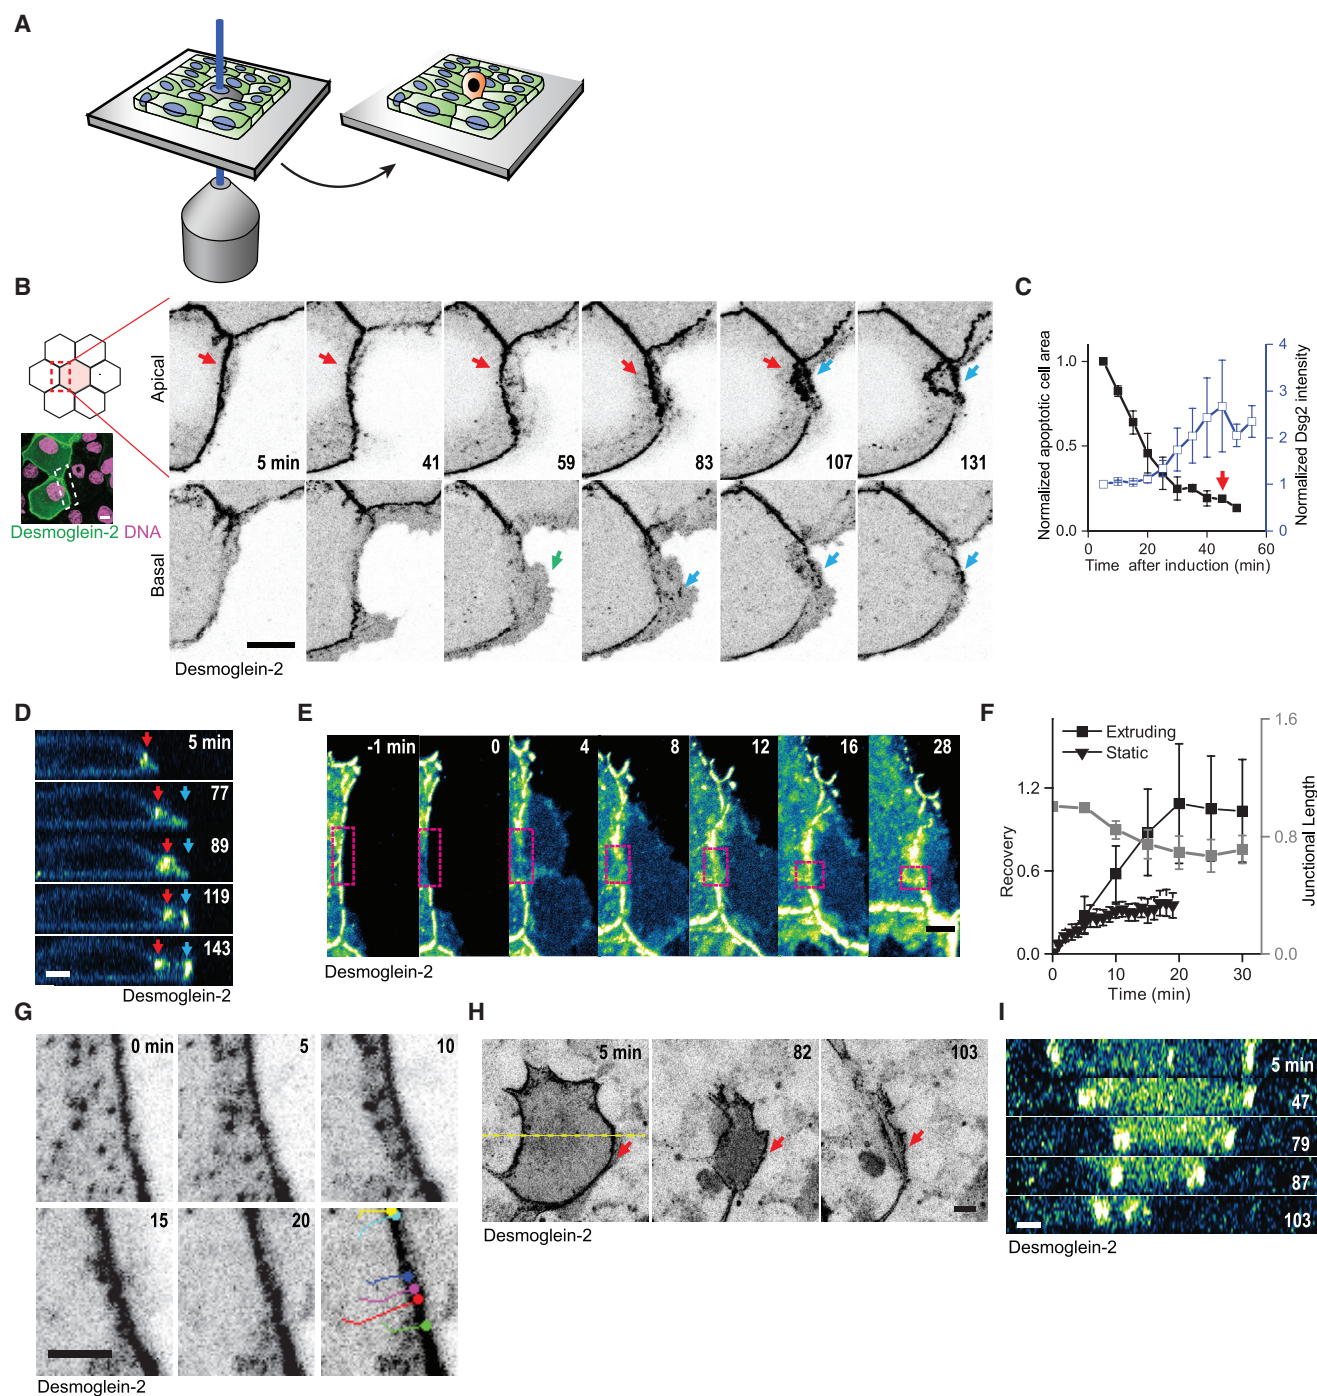 A
B
Apical
5 min
41
59
83
107
131
Basal
Desmoglein-2 DNA
Desmoglein-2
C
Normalized apoptotic cell area
1.0
0.5
0.0
0
20
40
60
Time after induction (min)
4
3
2
1
0
Normalized Dsg2 intensity
D
5 min
77
89
119
143
Desmoglein-2
E
-1 min
0
4
8
12
16
28
Desmoglein-2
F
Extruding
Static
Recovery
1.2
0.6
0.0
0
10
20
30
Time (min)
1.6
0.8
0.0
Junctional Length
G
0 min
5
10
15
20
Desmoglein-2
H
5 min
82
103
Desmoglein-2
I
5 min
47
79
87
103
Desmoglein-2